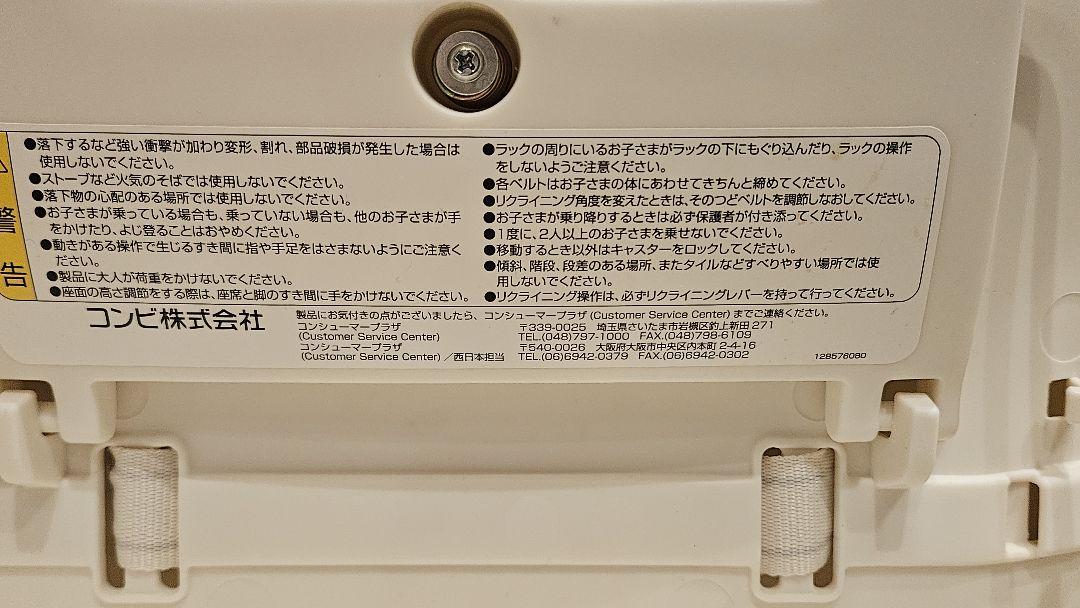 警
告
●落下するなど強い衝撃が加わり変形、割れ、部品破損が発生した場合は
使用しないでください。
●ストーブなど火気のそばでは使用しないでください。
●落下物の心配のある場所では使用しないでください。
●お子さまが乗っている場合も、乗っていない場合も、他のお子さまが手
をかけたり、よじ登ることはおやめください。
●動きがある操作で生じるすき間に指や手足をはさまないようにご注意く
ださい。
●製品に大人が荷重をかけないでください。
●座面の高さ調節をする際は、座席と脚のすき間に手をかけないでください。
●ラックの周りにいるお子さまがラックの下にもぐり込んだり、ラックの操作
をしないようご注意ください。
●各ベルトはお子さまの体にあわせてきちんと締めてください。
●リクライニング角度を変えたときは、そのつどベルトを調節しなおしてください。
●お子さまが乗り降りするときは必ず保護者が付き添ってください。
●1度に、2人以上のお子さまを乗せないでください。
●移動するとき以外はキャスターをロックしてください。
●傾斜、階段、段差のある場所、またタイルなどすべりやすい場所では使
用しないでください。
●リクライニング操作は、必ずリクライニングレバーを持って行ってください。
コンビ株式会社
製品にお気付きの点がございましたら、コンシューマープラザ(Customer Service Center)までご連絡ください。
コンシューマープラザ 〒339-0025 埼玉県さいたま市岩槻区釣上新田271
(Customer Service Center) TEL.(048)797-1000 FAX.(048)798-6109
コンシューマープラザ 〒540-0026 大阪府大阪市中央区内本町2-4-16
(Customer Service Center)／西日本担当 TEL.(06)6942-0379 FAX.(06)6942-0302
129576080